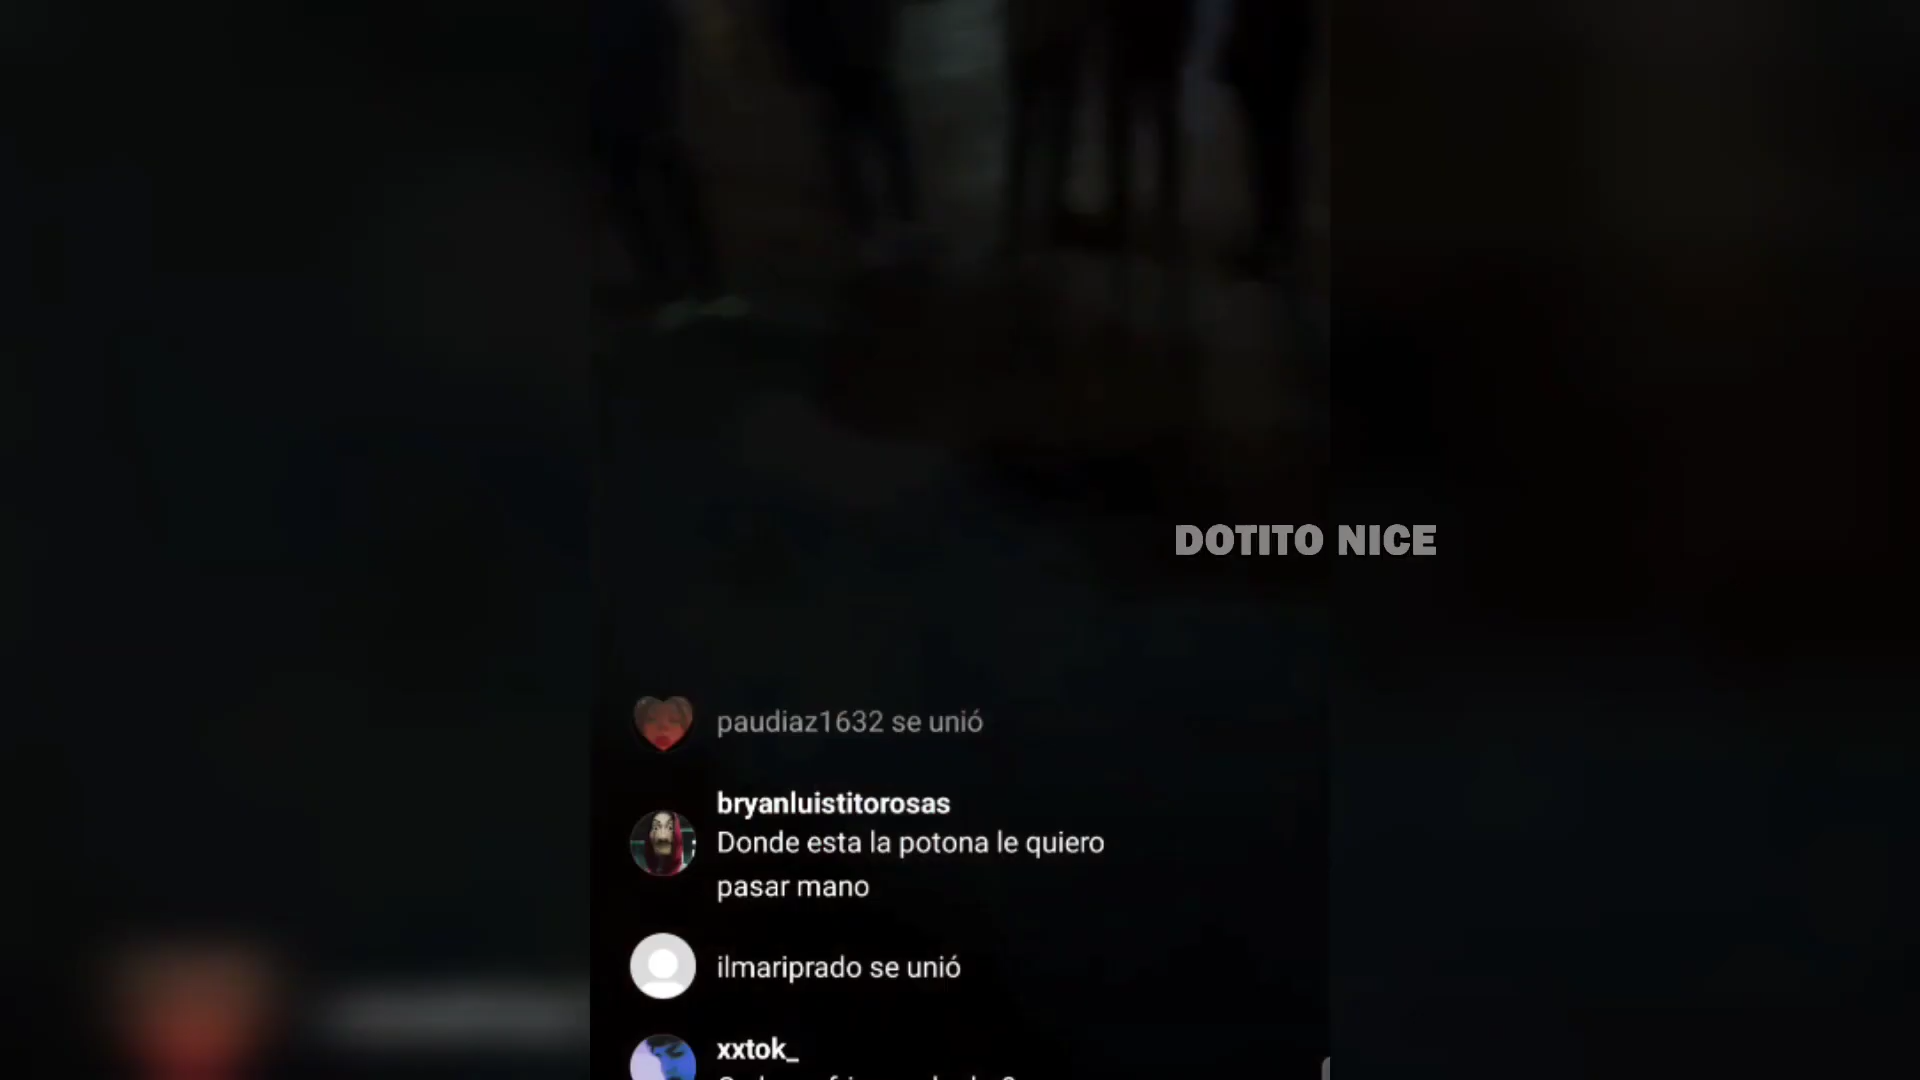 DOTITO NICE
paudiaz1632 se unió
bryanluistitorosas
Donde esta la potona le quiero
pasar mano
ilmariprado se unió
xxtok_